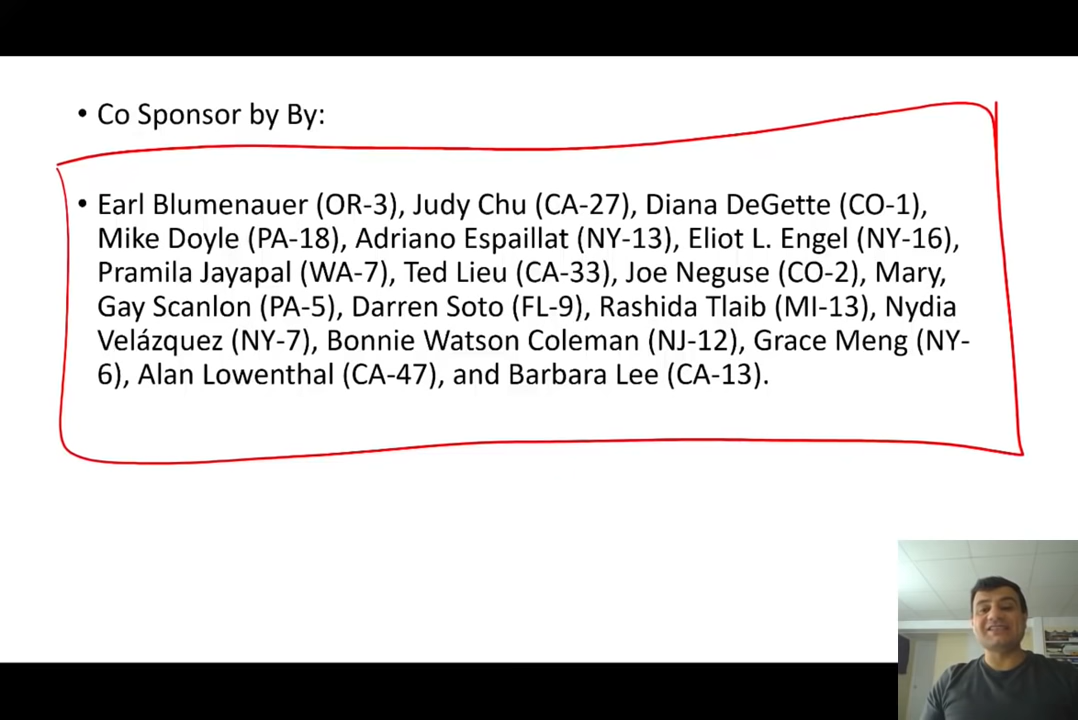 • Co Sponsor by By:
• Earl Blumenauer (OR-3), Judy Chu (CA-27), Diana DeGette (CO-1),
Mike Doyle (PA-18), Adriano Espaillat (NY-13), Eliot L. Engel (NY-16),
Pramila Jayapal (WA-7), Ted Lieu (CA-33), Joe Neguse (CO-2), Mary,
Gay Scanlon (PA-5), Darren Soto (FL-9), Rashida Tlaib (MI-13), Nydia
Velázquez (NY-7), Bonnie Watson Coleman (NJ-12), Grace Meng (NY-
6), Alan Lowenthal (CA-47), and Barbara Lee (CA-13).